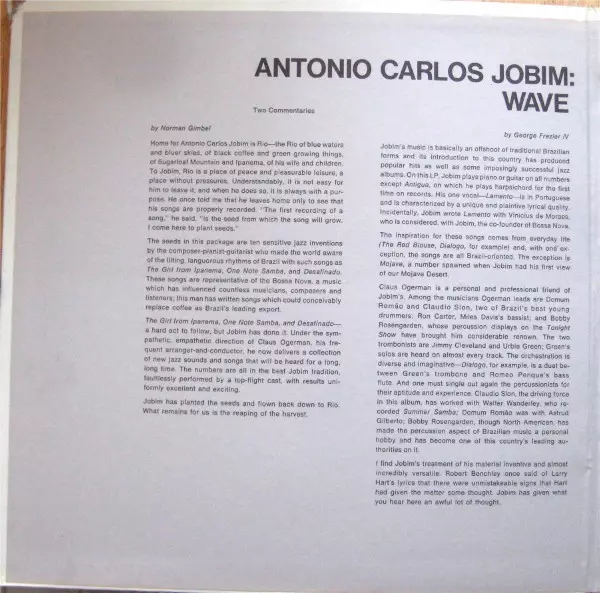 ANTONIO CARLOS JOBIM:
WAVE
Two Commentaries
by Norman Gimbel
Home for Antonio Carlos Jobim is Rio—the Rio of blue waters
and bluer skies, of black coffee and green growing things,
of Sugarloaf Mountain and Ipanema, of his wife and children.
To Jobim, Rio is a place of peace and pleasurable leisure, a
place without pressures. Understandably, it is not easy for
him to leave it, and when he does so, it is always with a pur-
pose. He once told me that he leaves home only to see that
his songs are properly recorded. "The first recording of a
song," he said, "is the seed from which the song will grow.
I come here to plant seeds."
The seeds in this package are ten sensitive jazz inventions
by the composer-pianist-guitarist who made the world aware
of the lilting, languorous rhythms of Brazil with such songs as
The Girl from Ipanema, One Note Samba, and Desafinado.
These songs are representative of the Bossa Nova, a music
which has influenced countless musicians, composers and
listeners; this man has written songs which could conceivably
replace coffee as Brazil's leading export.
The Girl from Ipanema, One Note Samba, and Desafinado—
a hard act to follow, but Jobim has done it. Under the sym-
pathetic, empathetic direction of Claus Ogerman, his fre-
quent arranger-and-conductor, he now delivers a collection
of new jazz sounds and songs that will be heard for a long,
long time. The numbers are all in the best Jobim tradition,
faultlessly performed by a top-flight cast, with results uni-
formly excellent and exciting.
Jobim has planted the seeds and flown back down to Rio.
What remains for us is the reaping of the harvest.
by George Frazier IV
Jobim's music is basically an offshoot of traditional Brazilian
forms and its introduction to this country has produced
popular hits as well as some imposingly successful jazz
albums. On this LP, Jobim plays piano or guitar on all numbers
except Antigua, on which he plays harpsichord for the first
time on records. His one vocal—Lamento—is in Portuguese
and is characterized by a unique and plaintive lyrical quality.
Incidentally, Jobim wrote Lamento with Vinicius de Moraes,
who is considered, with Jobim, the co-founder of Bossa Nova.
The inspiration for these songs comes from everyday life
(The Red Blouse, Dialogo, for example) and, with one ex-
ception, the songs are all Brazil-oriented. The exception is
Mojave, a number spawned when Jobim had his first view
of our Mojave Desert.
Claus Ogerman is a personal and professional friend of
Jobim's. Among the musicians Ogerman leads are Domum
Romão and Claudio Slon, two of Brazil's best young
drummers; Ron Carter, Miles Davis's bassist; and Bobby
Rosengarden, whose percussion displays on the Tonight
Show have brought him considerable renown. The two
trombonists are Jimmy Cleveland and Urbie Green; Green's
solos are heard on almost every track. The orchestration is
diverse and imaginative—Dialogo, for example, is a duet be-
tween Green's trombone and Romeo Penque's bass
flute. And one must single out again the percussionists for
their aptitude and experience. Claudio Slon, the driving force
in this album, has worked with Walter Wanderley, who re-
corded Summer Samba; Domum Romão was with Astrud
Gilberto; Bobby Rosengarden, though North American, has
made the percussion aspect of Brazilian music a personal
hobby and has become one of this country's leading au-
thorities on it.
I find Jobim's treatment of his material inventive and almost
incredibly versatile. Robert Benchley once said of Larry
Hart's lyrics that there were unmistakeable signs that Hart
had given the matter some thought. Jobim has given what
you hear here an awful lot of thought.